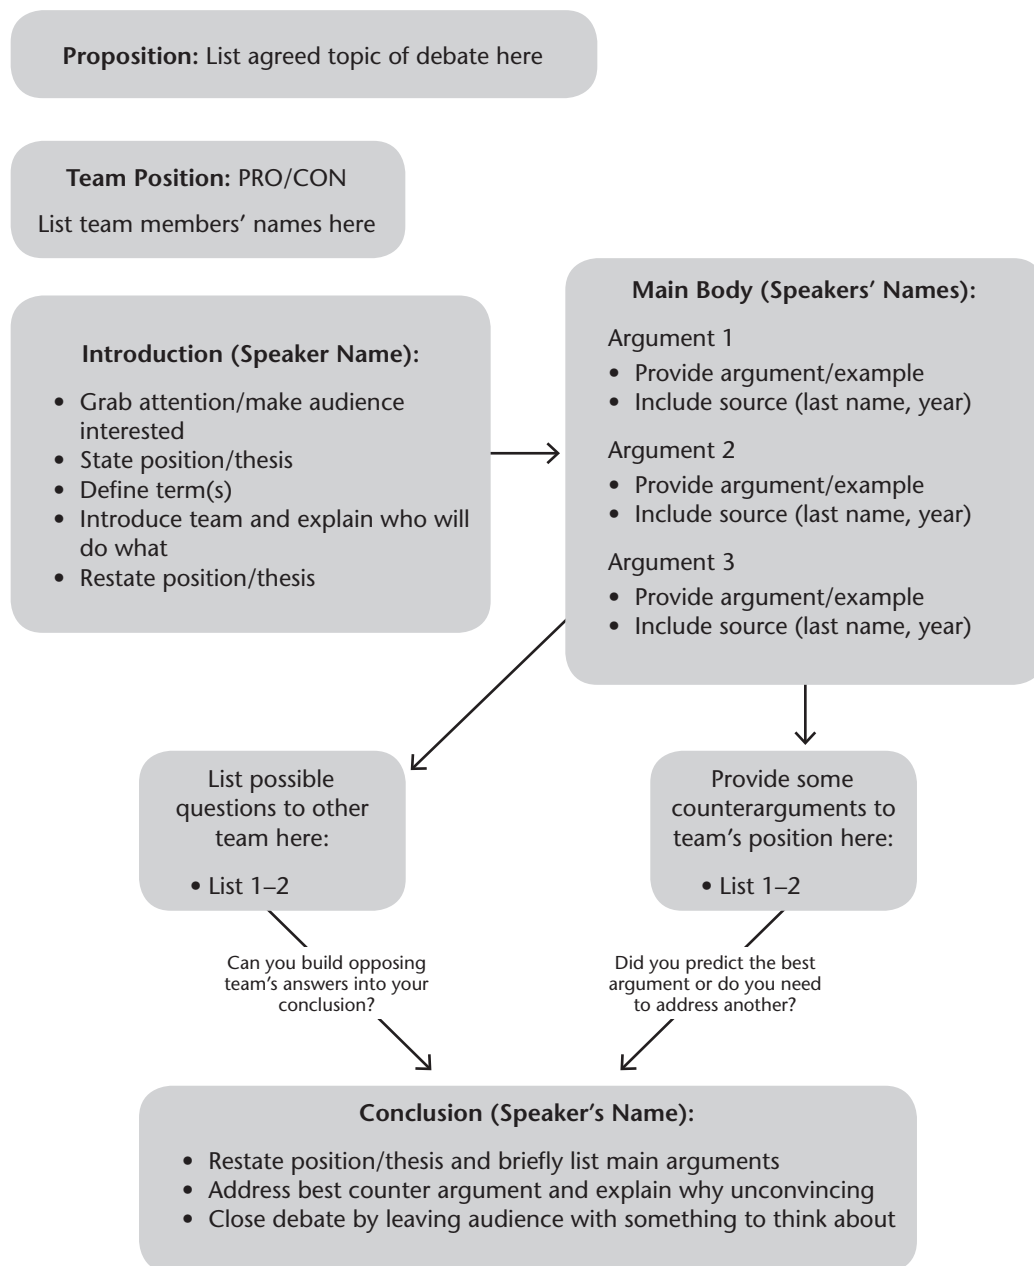 Proposition: List agreed topic of debate here
Team Position: PRO/CON
List team members’ names here
Introduction (Speaker Name):
• Grab attention/make audience
interested
• State position/thesis
• Define term(s)
• Introduce team and explain who will
do what
• Restate position/thesis
Main Body (Speakers’ Names):
Argument 1
• Provide argument/example
• Include source (last name, year)
Argument 2
• Provide argument/example
• Include source (last name, year)
Argument 3
• Provide argument/example
• Include source (last name, year)
List possible
questions to other
team here:
• List 1–2
Provide some
counterarguments to
team’s position here:
• List 1–2
Can you build opposing
team’s answers into your
conclusion?
Did you predict the best
argument or do you need
to address another?
Conclusion (Speaker’s Name):
• Restate position/thesis and briefly list main arguments
• Address best counter argument and explain why unconvincing
• Close debate by leaving audience with something to think about